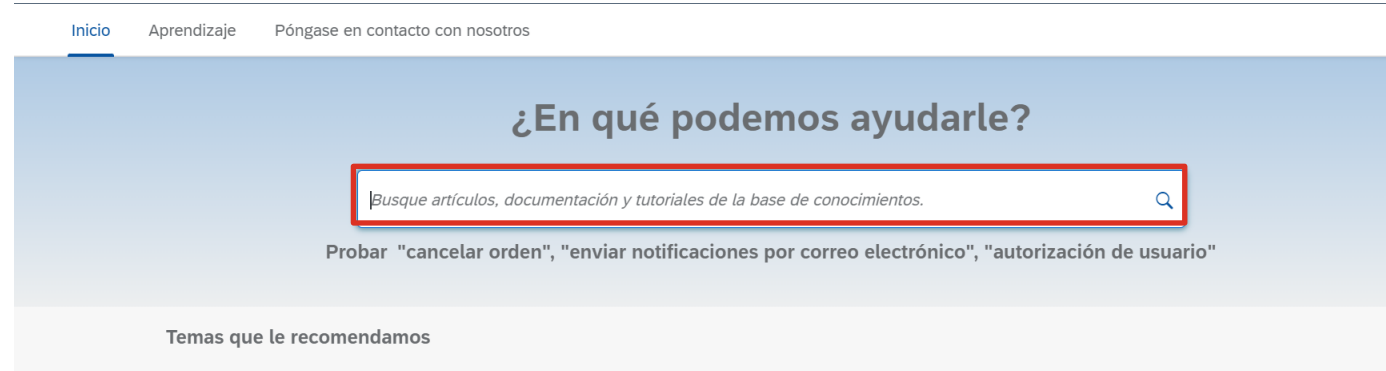 Inicio Aprendizaje Póngase en contacto con nosotros
¿En qué podemos ayudarle?
Busque artículos, documentación y tutoriales de la base de conocimientos.
Probar "cancelar orden", "enviar notificaciones por correo electrónico", "autorización de usuario"
Temas que le recomendamos